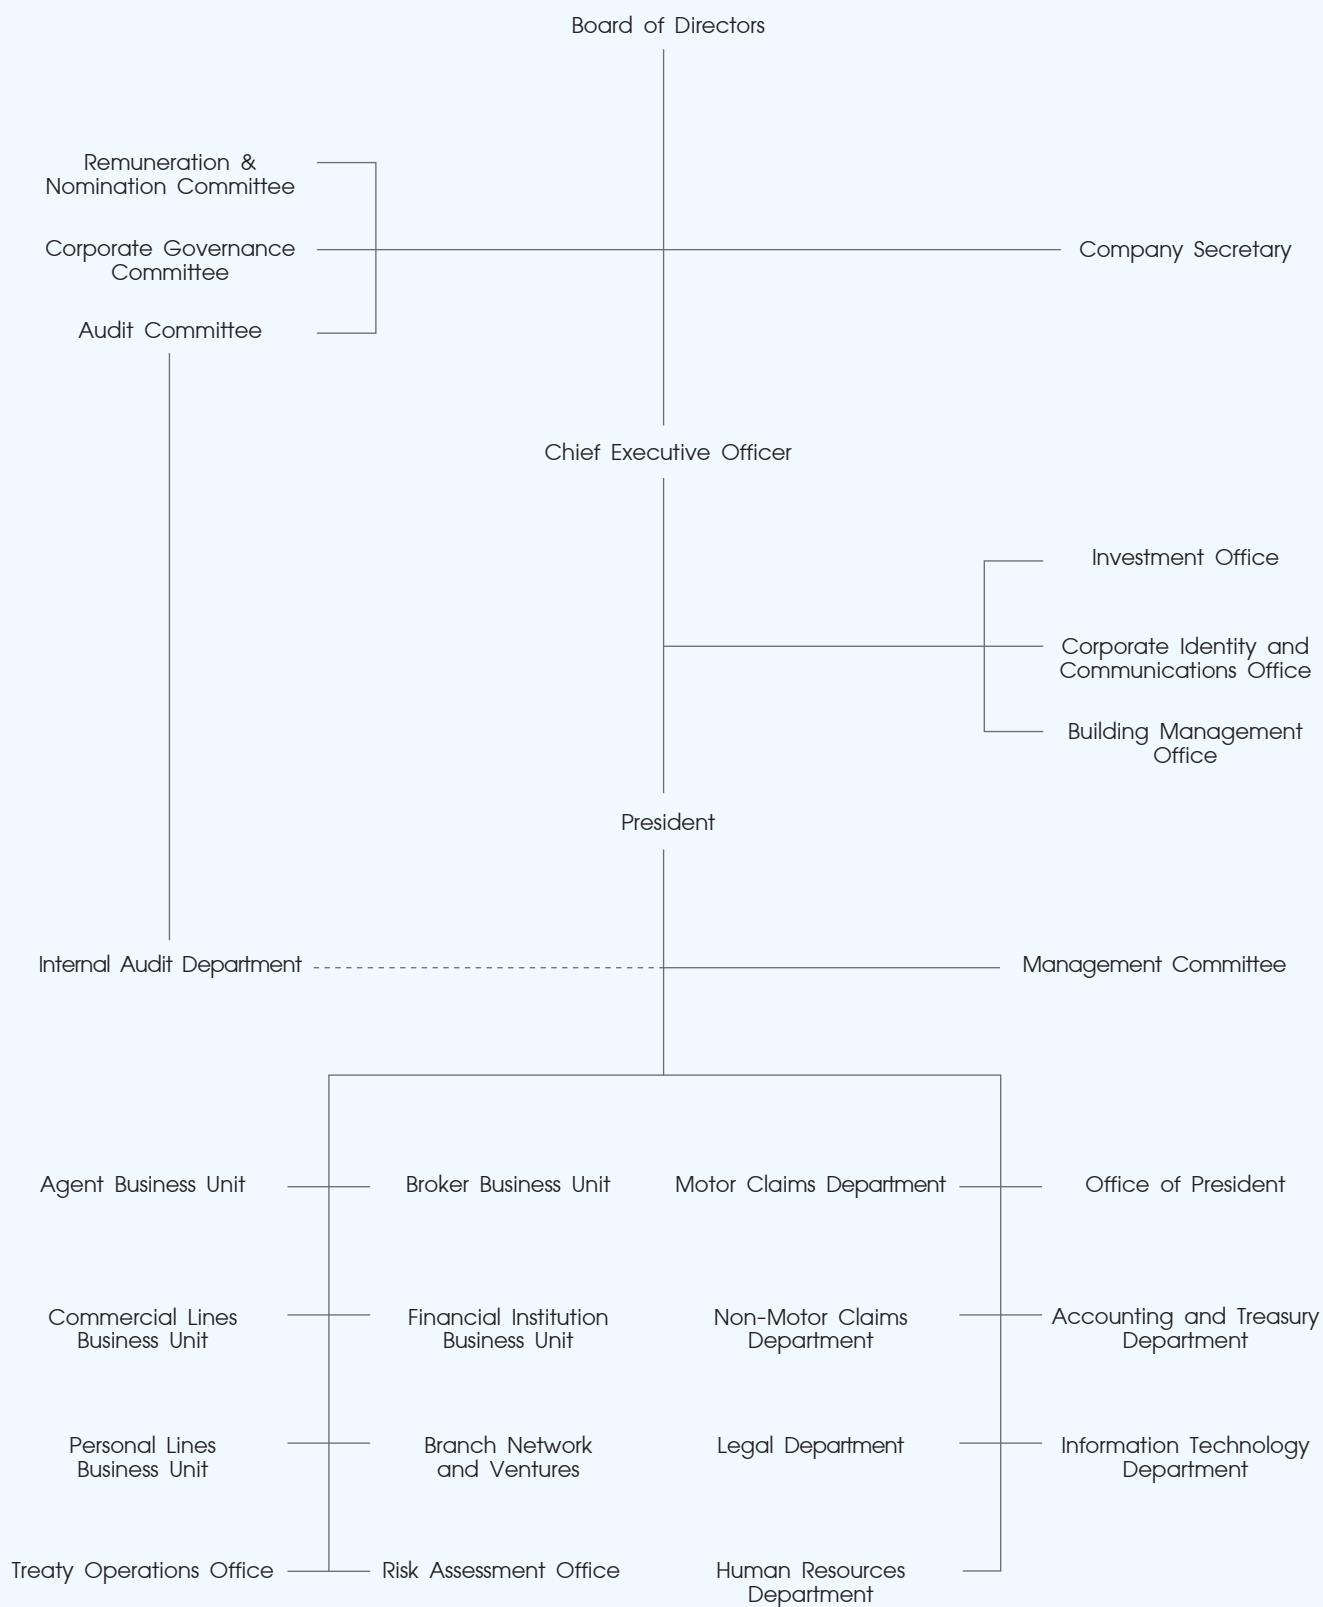 Board of Directors
Remuneration &
Nomination Committee
Corporate Governance
Committee
Company Secretary
Audit Committee
Chief Executive Officer
Investment Office
Corporate Identity and
Communications Office
Building Management
Office
President
Internal Audit Department
Management Committee
Agent Business Unit
Broker Business Unit
Motor Claims Department
Office of President
Commercial Lines
Business Unit
Financial Institution
Business Unit
Non-Motor Claims
Department
Accounting and Treasury
Department
Personal Lines
Business Unit
Branch Network
and Ventures
Legal Department
Information Technology
Department
Treaty Operations Office
Risk Assessment Office
Human Resources
Department